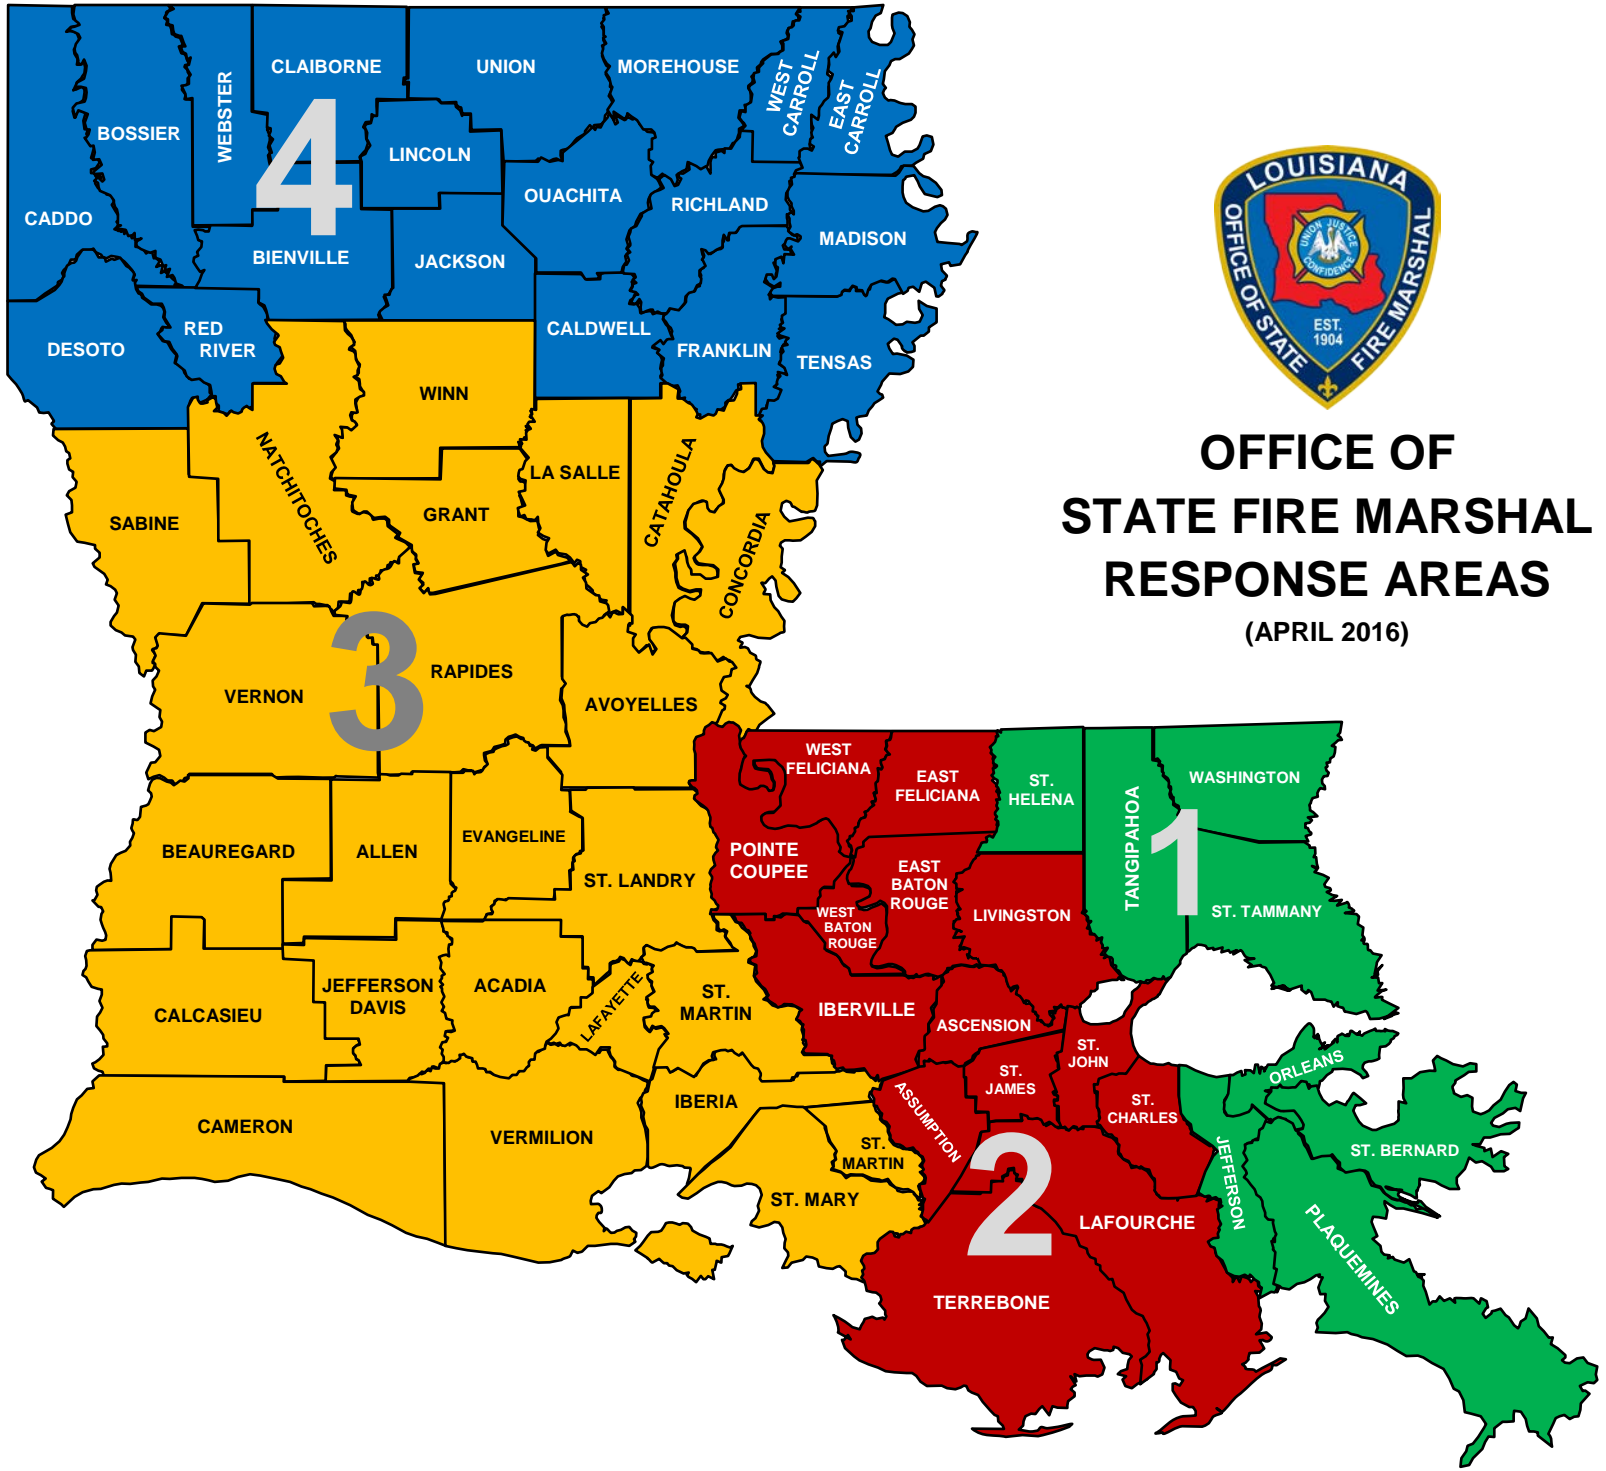 CLAIBORNE
UNION
MOREHOUSE
WEST
CARROLL
EAST
CARROLL
WEBSTER
BOSSIER
4
LINCOLN
OUACHITA
RICHLAND
CADDO
MADISON
BIENVILLE
JACKSON
RED
RIVER
CALDWELL
DESOTO
FRANKLIN
TENSAS
LOUISIANA
OFFICE OF STATE
FIRE MARSHAL
UNION JUSTICE
CONFIDENCE
EST.
1904
OFFICE OF
STATE FIRE MARSHAL
RESPONSE AREAS
(APRIL 2016)
WINN
NATCHITOCHES
LA SALLE
CATAHOULA
SABINE
GRANT
CONCORDIA
3
RAPIDES
VERNON
AVOYELLES
WEST
FELICIANA
EAST
FELICIANA
ST.
HELENA
TANGIPAHOA
WASHINGTON
1
BEAUREGARD
ALLEN
EVANGELINE
ST. LANDRY
POINTE
COUPEE
EAST
BATON
ROUGE
WEST
BATON
ROUGE
LIVINGSTON
ST. TAMMANY
CALCASIEU
JEFFERSON
DAVIS
ACADIA
LAFAYETTE
ST.
MARTIN
IBERVILLE
ASCENSION
ST.
JOHN
ST.
JAMES
ORLEANS
CAMERON
VERMILION
IBERIA
ASSUMPTION
ST.
CHARLES
ST.
MARTIN
ST. MARY
2
JEFFERSON
ST. BERNARD
LAFOURCHE
PLAQUEMINES
TERREBONE